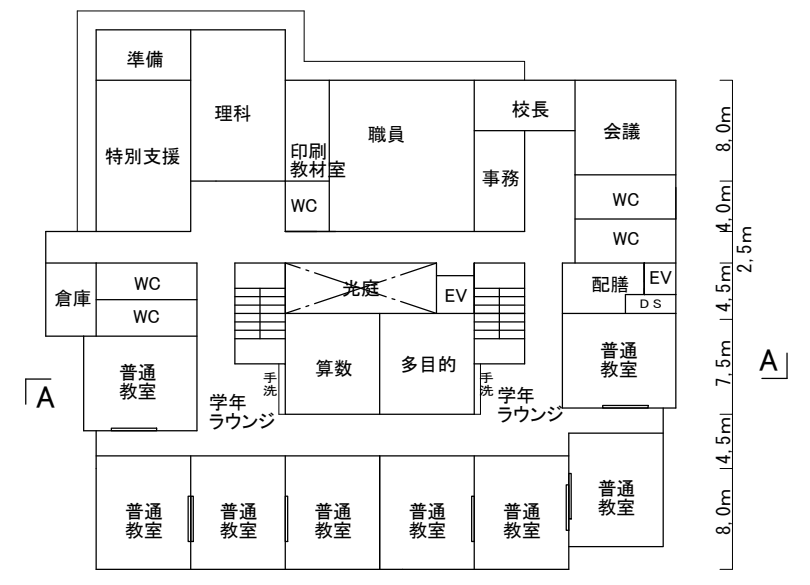 準備
理科
特別支援
印刷
教材室
WC
職員
校長
事務
会議
WC
WC
倉庫
WC
WC
光庭
EV
配膳
EV
DS
普通
教室
手
洗
学年
ラウンジ
算数
多目的
手
洗
学年
ラウンジ
普通
教室
A
A
普通
教室
普通
教室
普通
教室
普通
教室
普通
教室
普通
教室
8,0m
4,0m
2,5m
4,5m
7,5m
4,5m
8,0m